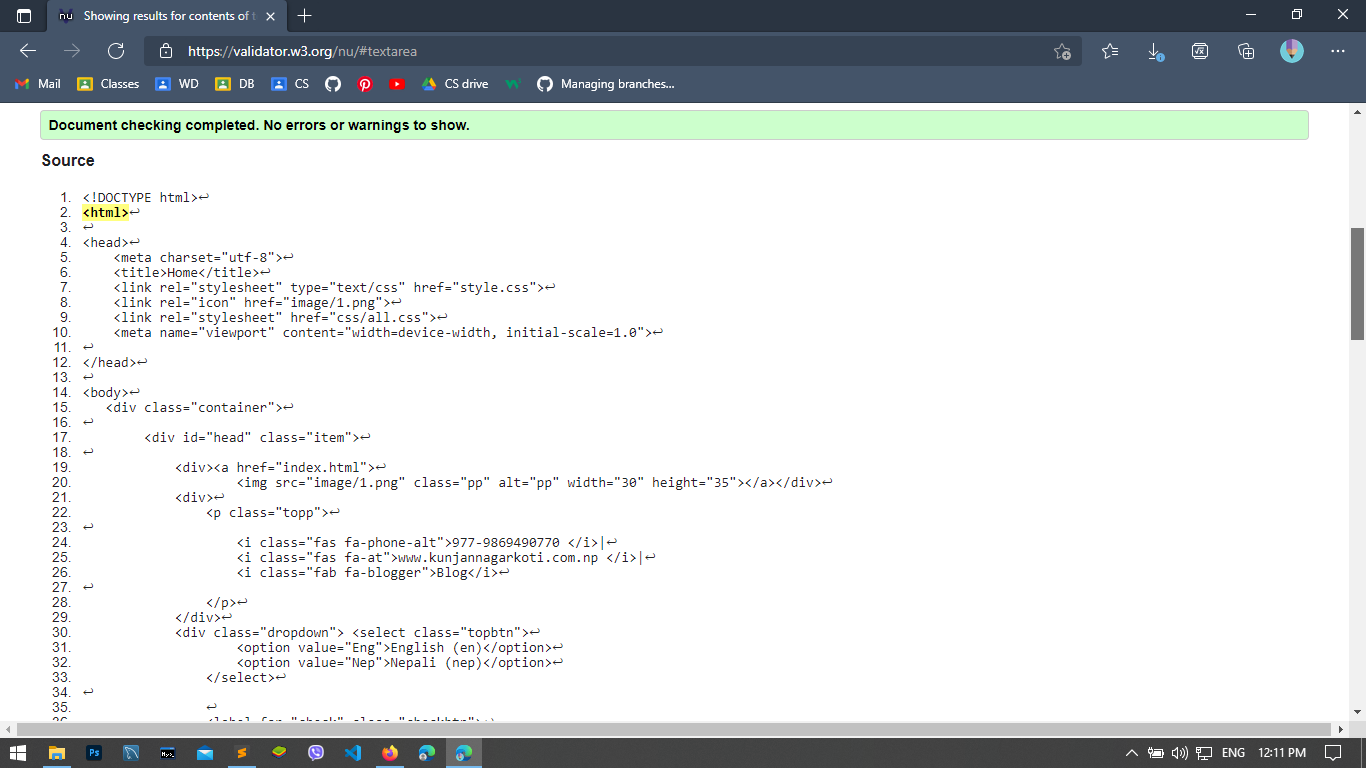 Showing results for contents of t
https://validator.w3.org/nu/#textarea
Mail Classes WD DB CS CS drive Managing branches...
Document checking completed. No errors or warnings to show.
Source
1. <!DOCTYPE html>↩
2. <html>↩
3. ↩
4. <head>↩
5. <meta charset="utf-8">↩
6. <title>Home</title>↩
7. <link rel="stylesheet" type="text/css" href="style.css">↩
8. <link rel="icon" href="image/1.png">↩
9. <link rel="stylesheet" href="css/all.css">↩
10. <meta name="viewport" content="width=device-width, initial-scale=1.0">↩
11. ↩
12. </head>↩
13. ↩
14. <body>↩
15. <div class="container">↩
16. ↩
17. <div id="head" class="item">↩
18. ↩
19. <div><a href="index.html">↩
20. <img src="image/1.png" class="pp" alt="pp" width="30" height="35"></a></div>↩
21. <div>↩
22. <p class="topp">↩
23. ↩
24. <i class="fas fa-phone-alt">977-9869490770 </i>|↩
25. <i class="fas fa-at">www.kunjannagarkoti.com.np </i>|↩
26. <i class="fab fa-blogger">Blog</i>↩
27. ↩
28. </p>↩
29. </div>↩
30. <div class="dropdown"> <select class="topbtn">↩
31. <option value="Eng">English (en)</option>↩
32. <option value="Nep">Nepali (nep)</option>↩
33. </select>↩
34. ↩
35. ↩
36. <label for="check" class="checkbtn">↩
ENG 12:11 PM